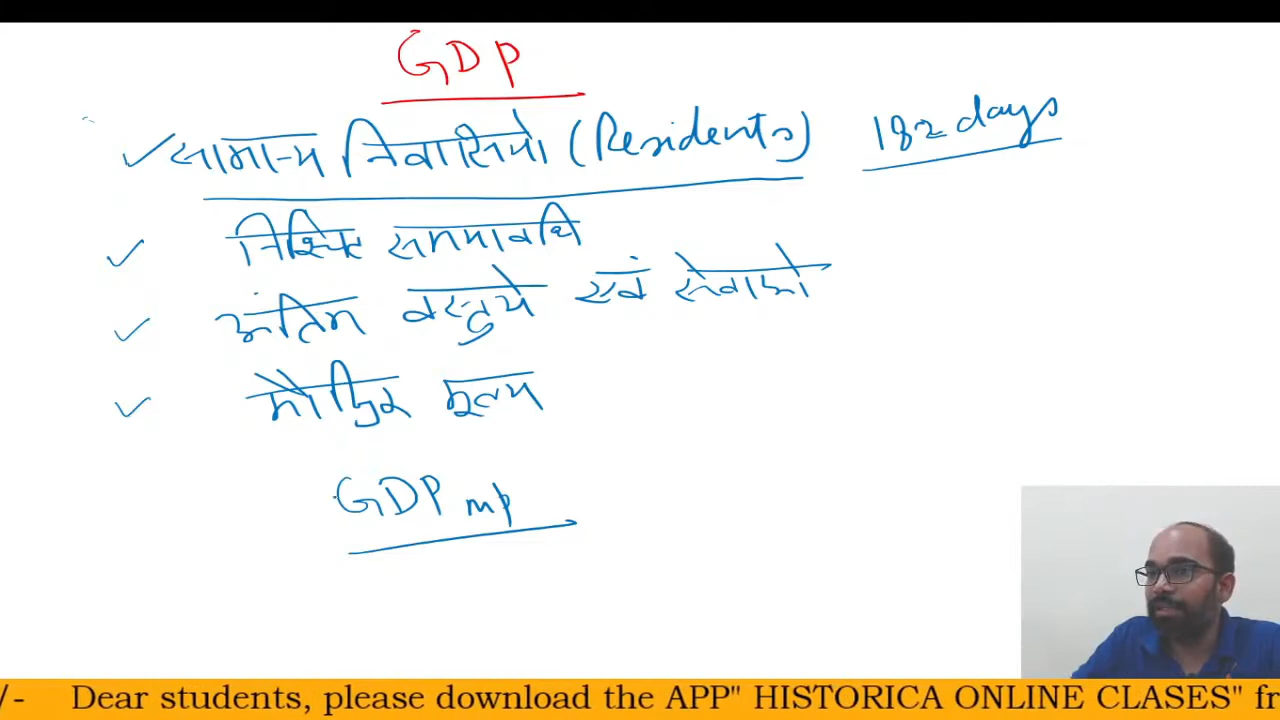 GDP
सामान्य निवासियो (Residents) 182 days
निश्चित समयावधि
अंतिम वस्तुये एवं सेवाओ
मौद्रिक मूल्य
GDP mp
/- Dear students, please download the APP" HISTORICA ONLINE CLASES" fr